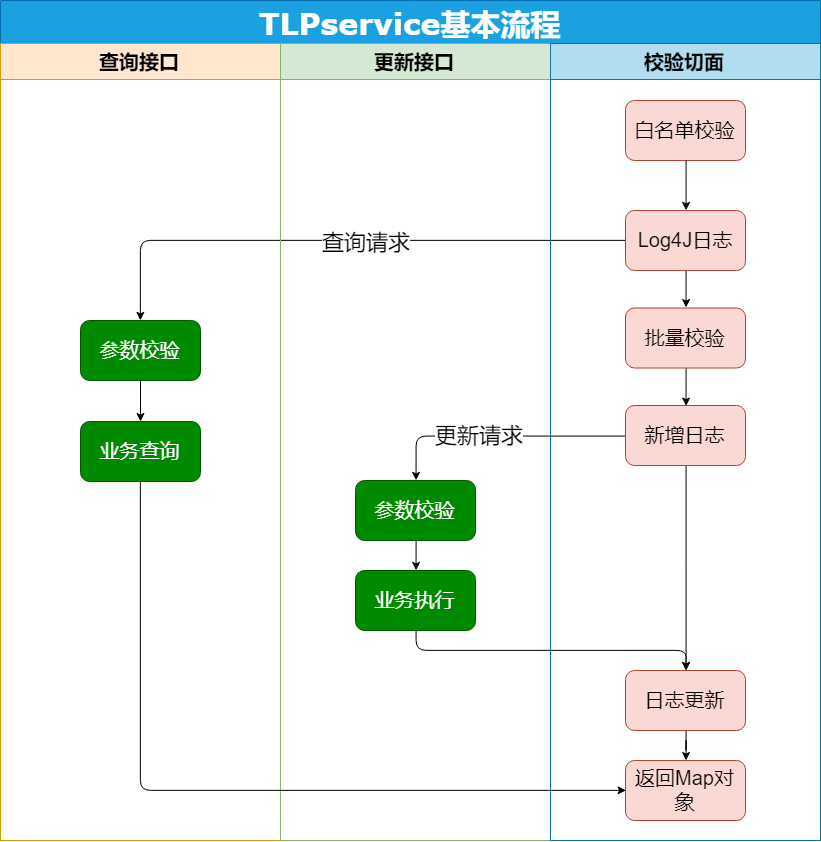 TLPservice基本流程
查询接口
更新接口
校验切面
白名单校验
查询请求
Log4J日志
参数校验
批量校验
业务查询
更新请求
新增日志
参数校验
业务执行
日志更新
返回Map对
象